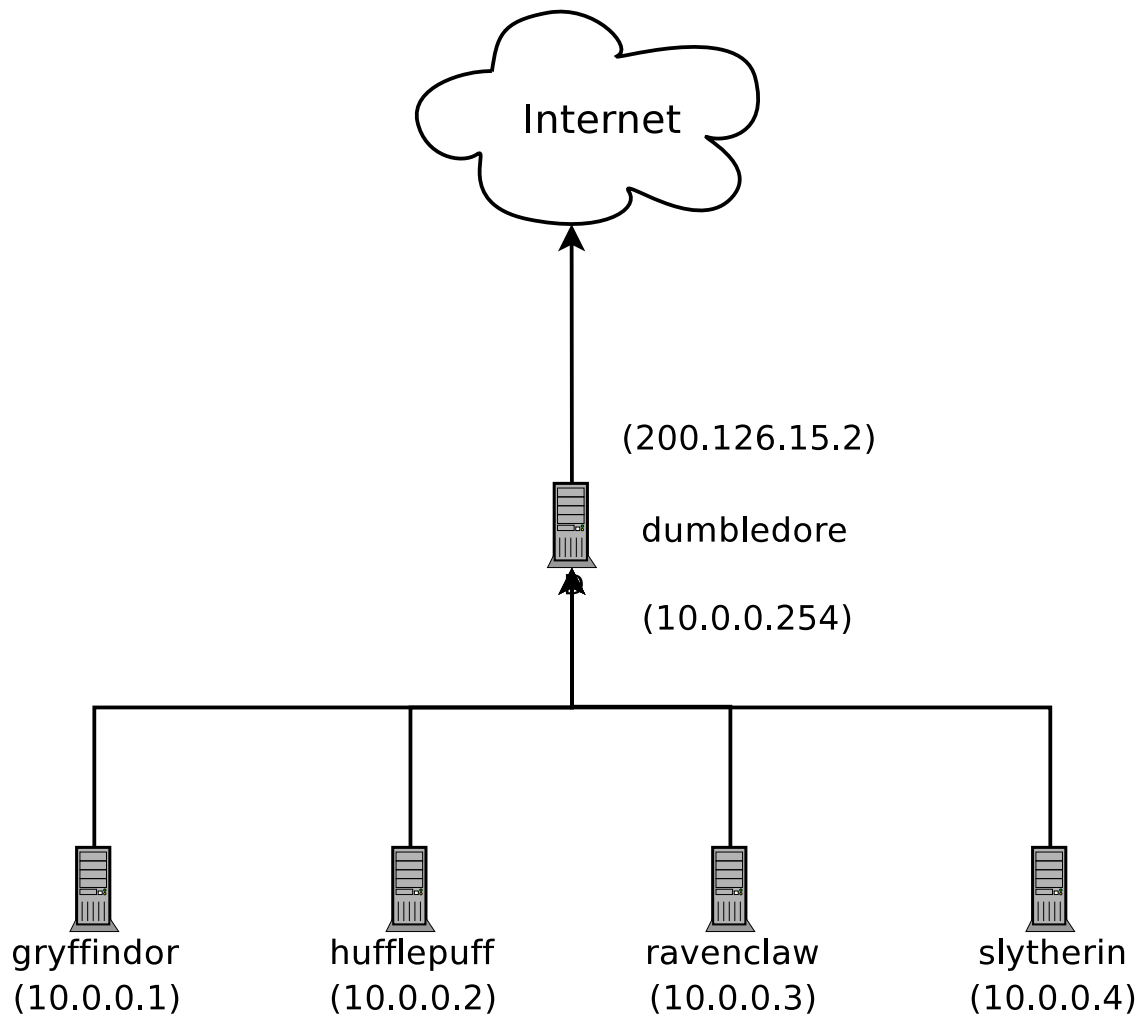 Internet
(200.126.15.2)
dumbledore
(10.0.0.254)
gryffindor
(10.0.0.1)
hufflepuff
(10.0.0.2)
ravenclaw
(10.0.0.3)
slytherin
(10.0.0.4)